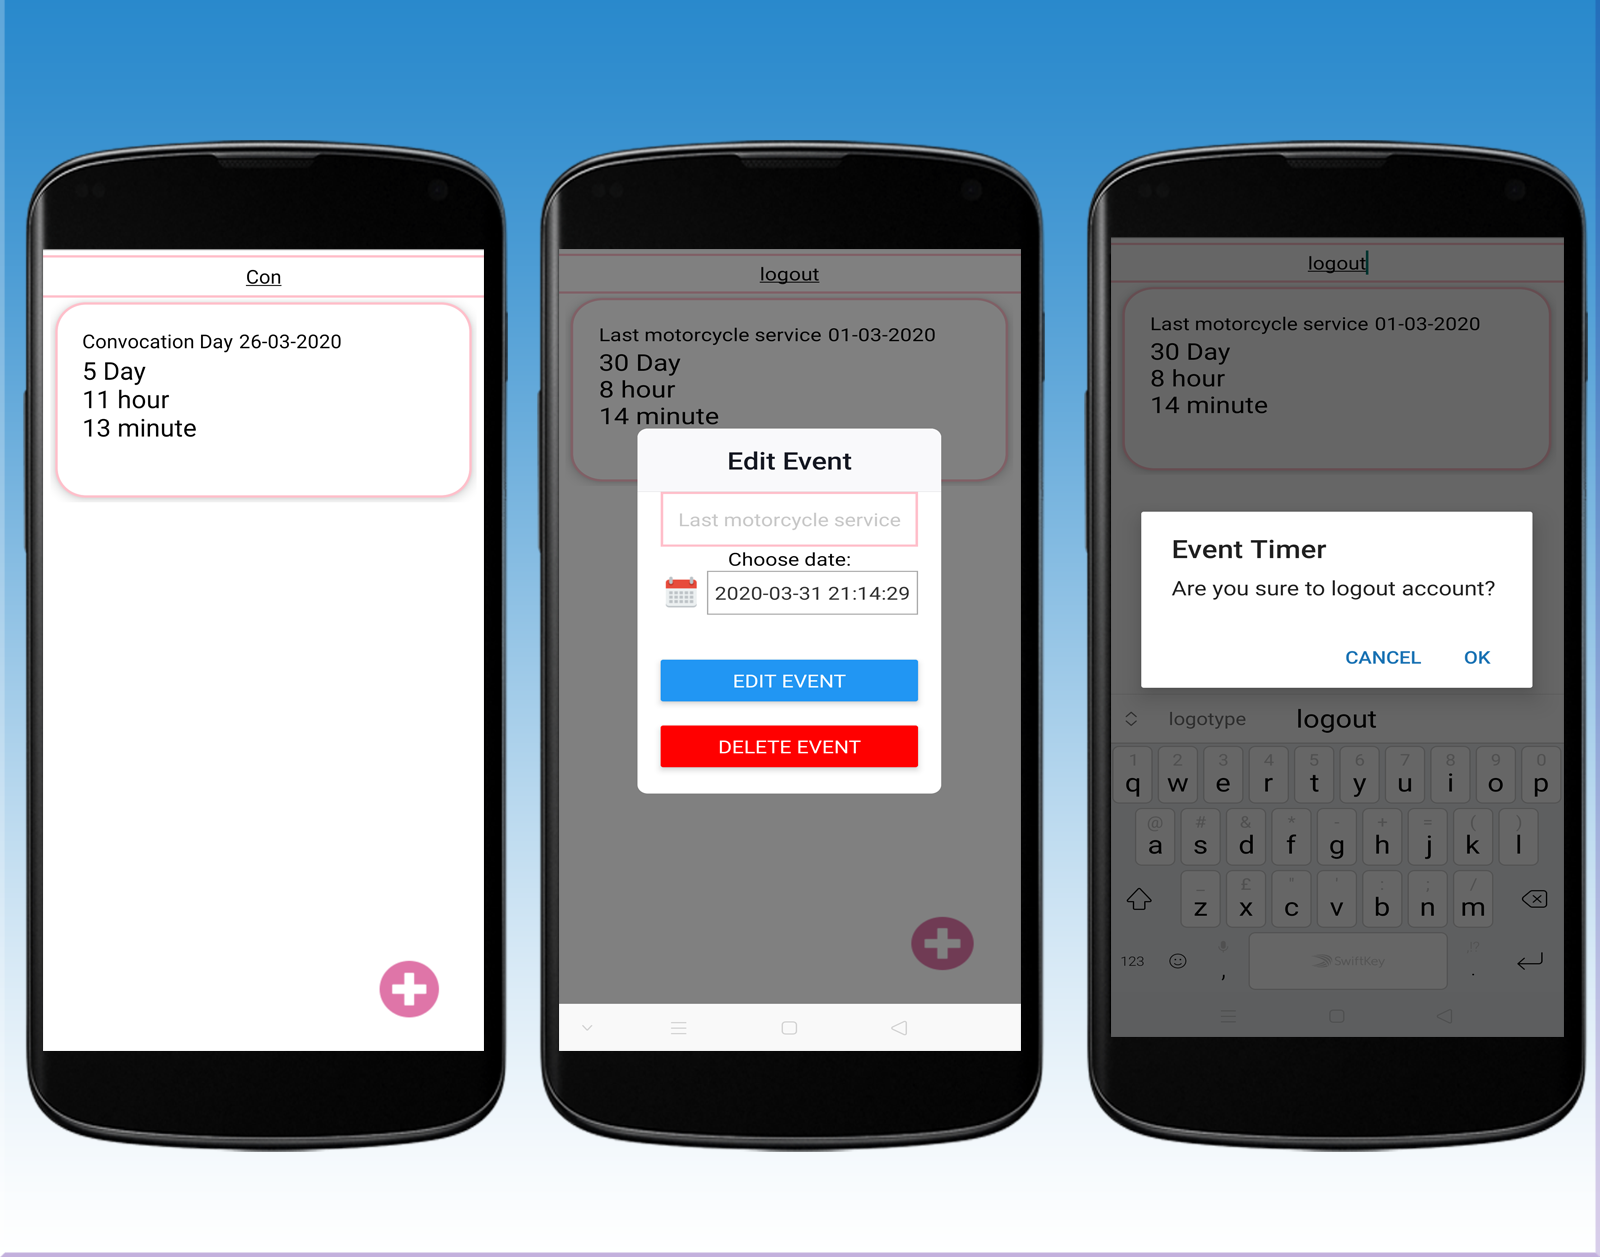 Con
Convocation Day 26-03-2020
5 Day
11 hour
13 minute
logout
Last motorcycle service 01-03-2020
30 Day
8 hour
14 minute
Edit Event
Last motorcycle service
Choose date:
2020-03-31 21:14:29
EDIT EVENT
DELETE EVENT
logout
Last motorcycle service 01-03-2020
30 Day
8 hour
14 minute
Event Timer
Are you sure to logout account?
CANCEL OK
logotype logout
1 2 3 4 5 6 7 8 9 0
q w e r t y u i o p
@ # & * - + = ( )
a s d f g h j k l
_ £ " ' : ; /
z x c v b n m
123 , SwiftKey . !?